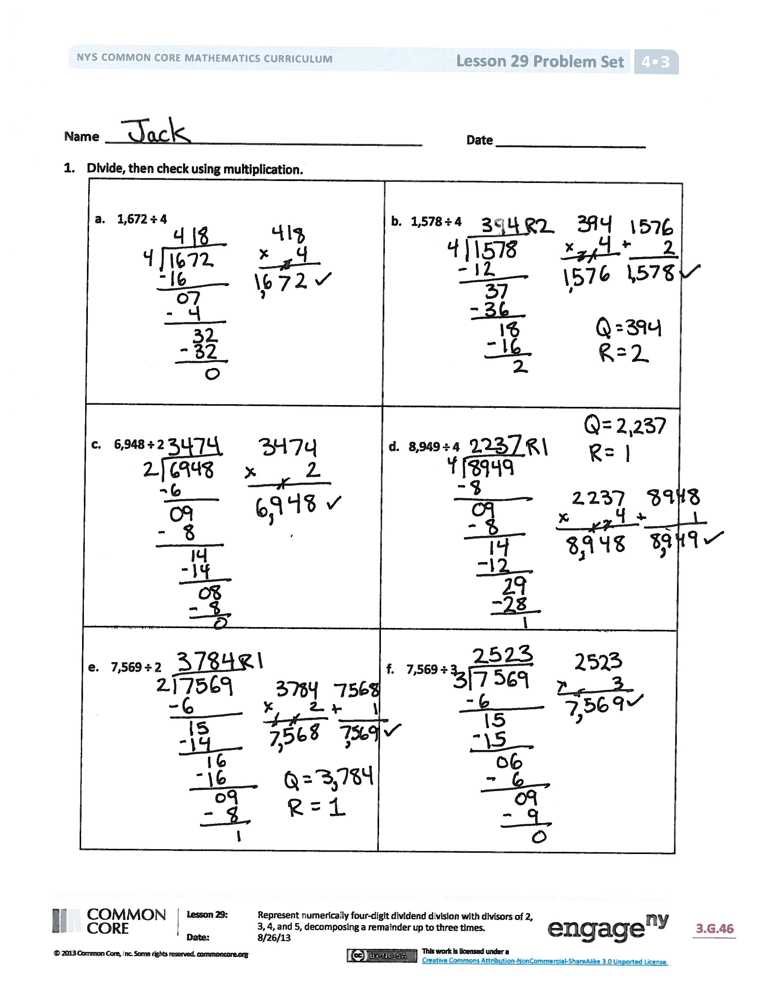 NYS COMMON CORE MATHEMATICS CURRICULUM
Lesson 29 Problem Set 4•3
Name Jack
Date
1. Divide, then check using multiplication.
a. 1,672 ÷ 4
418
4 1672
-16
07
- 4
32
- 32
0
418
x 4
1,672 ✓
b. 1,578 ÷ 4
394 R2
4 1578
- 12
37
- 36
18
- 16
2
394
x 4
1,576
1576
+ 2
1,578 ✓
Q = 394
R = 2
c. 6,948 ÷ 2
3474
2 6948
- 6
09
- 8
14
- 14
08
- 8
0
3474
x 2
6,948 ✓
d. 8,949 ÷ 4
2237 R1
4 8949
- 8
09
- 8
14
- 12
29
- 28
1
Q = 2,237
R = 1
2237
x 4
8,948
8948
+ 1
8,949 ✓
e. 7,569 ÷ 2
3784 R1
2 7569
- 6
15
- 14
16
- 16
09
- 8
1
3784
x 2
7,568
7568
+ 1
7,569 ✓
Q = 3,784
R = 1
f. 7,569 ÷ 3
2523
3 7569
- 6
15
- 15
06
- 6
09
- 9
0
2523
x 3
7,569 ✓
COMMON
CORE
Lesson 29:
Date:
Represent numerically four-digit dividend division with divisors of 2,
3, 4, and 5, decomposing a remainder up to three times.
8/26/13
engage ny
3.G.46
© 2013 Common Core, Inc. Some rights reserved. commoncore.org
cc BY-NC-SA
This work is licensed under a
Creative Commons Attribution-NonCommercial-ShareAlike 3.0 Unported License.